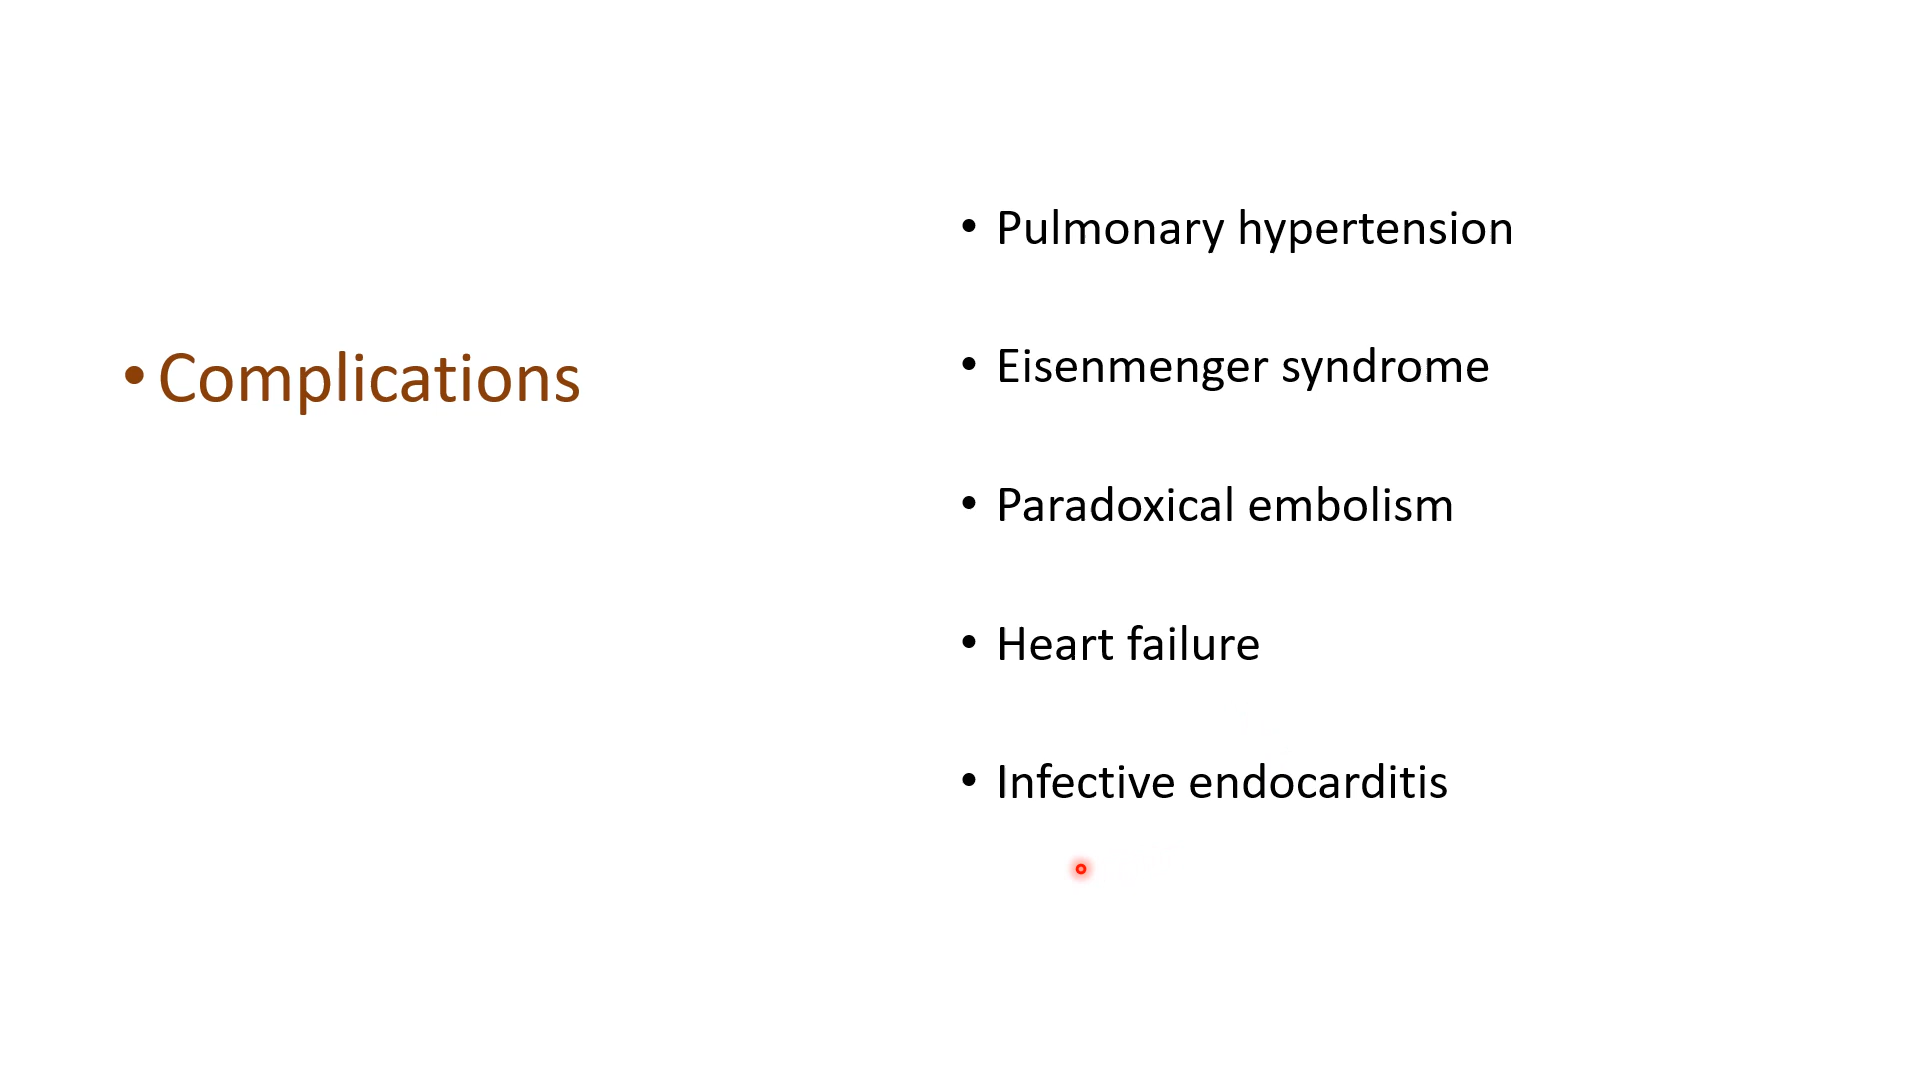 • Complications
• Pulmonary hypertension
• Eisenmenger syndrome
• Paradoxical embolism
• Heart failure
• Infective endocarditis